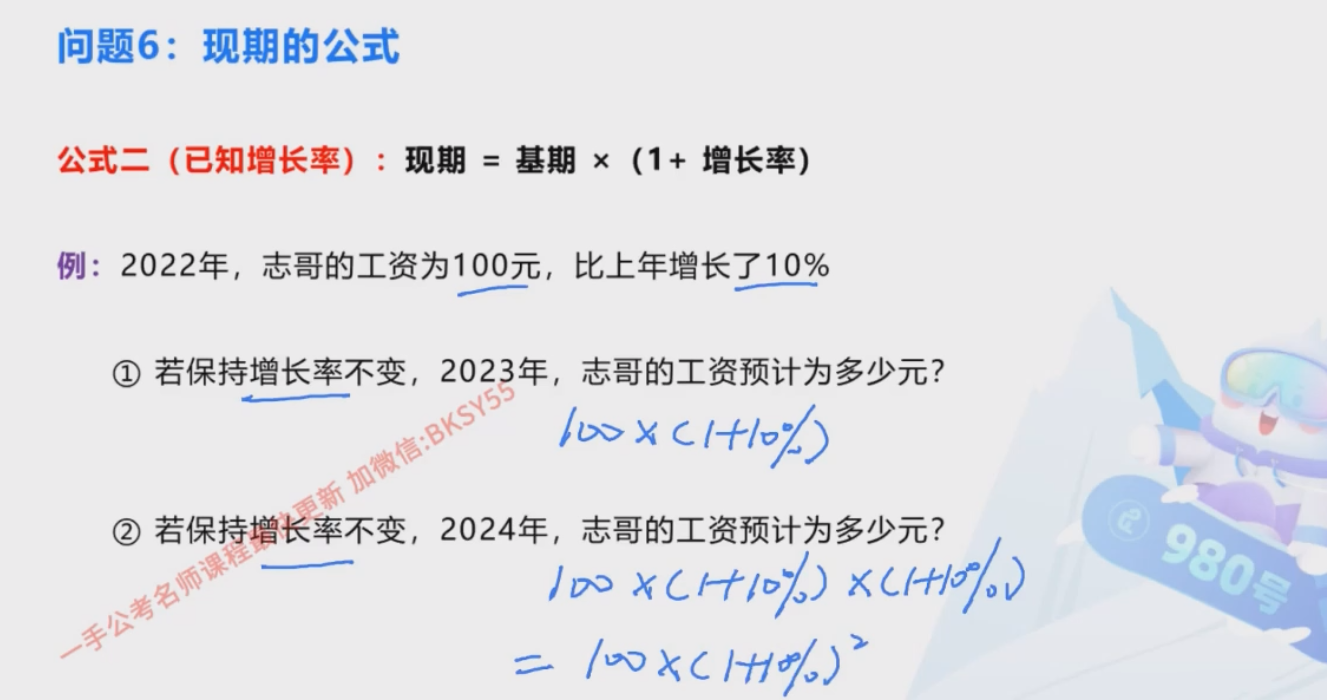 问题6：现期的公式
公式二（已知增长率）：现期 = 基期 ×（1+ 增长率）
例：2022年，志哥的工资为100元，比上年增长了10%
① 若保持增长率不变，2023年，志哥的工资预计为多少元？
100×(1+10%)
② 若保持增长率不变，2024年，志哥的工资预计为多少元？
100×(1+10%)×(1+10%)
=100×(1+10%)²
一手公考名师课程最快更新 加微信:BKSY55
980号